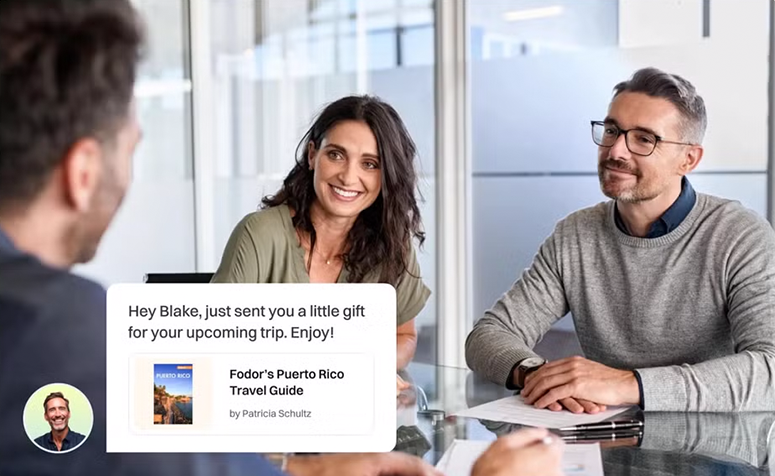 Hey Blake, just sent you a little gift
for your upcoming trip. Enjoy!
PUERTO RICO
Fodor's Puerto Rico
Travel Guide
by Patricia Schultz